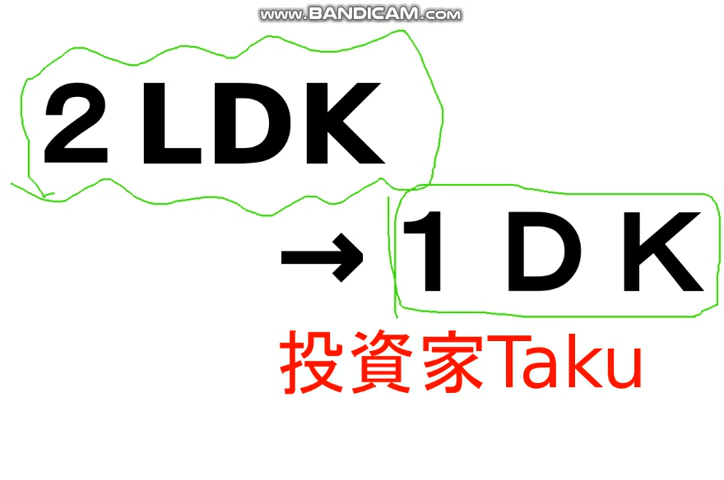 www.BANDICAM.com
２LDK
→１ＤＫ
投資家Taku